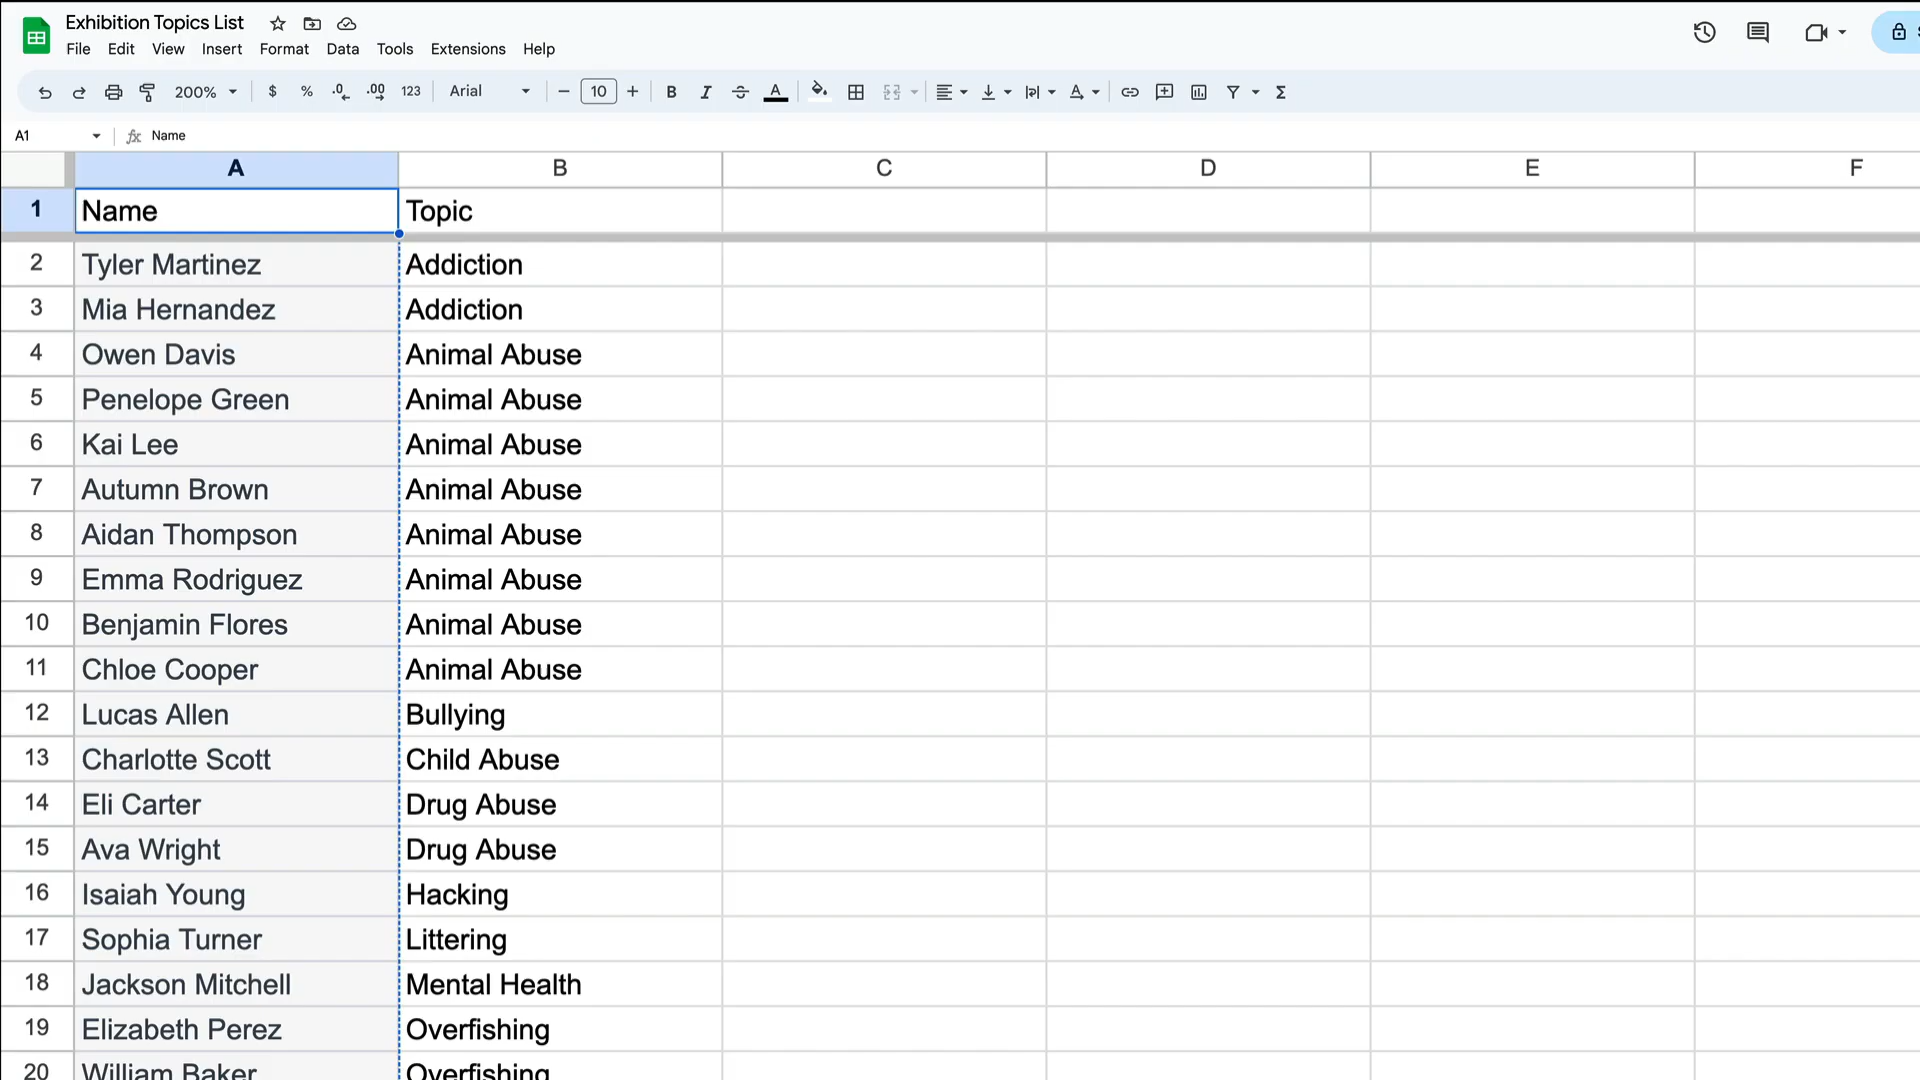 Exhibition Topics List
File Edit View Insert Format Data Tools Extensions Help
200% $ % .0 .00 123 Arial − 10 + B I A Σ
A1 fx Name
A B C D E F
1 Name Topic
2 Tyler Martinez Addiction
3 Mia Hernandez Addiction
4 Owen Davis Animal Abuse
5 Penelope Green Animal Abuse
6 Kai Lee Animal Abuse
7 Autumn Brown Animal Abuse
8 Aidan Thompson Animal Abuse
9 Emma Rodriguez Animal Abuse
10 Benjamin Flores Animal Abuse
11 Chloe Cooper Animal Abuse
12 Lucas Allen Bullying
13 Charlotte Scott Child Abuse
14 Eli Carter Drug Abuse
15 Ava Wright Drug Abuse
16 Isaiah Young Hacking
17 Sophia Turner Littering
18 Jackson Mitchell Mental Health
19 Elizabeth Perez Overfishing
20 William Baker Overfishing